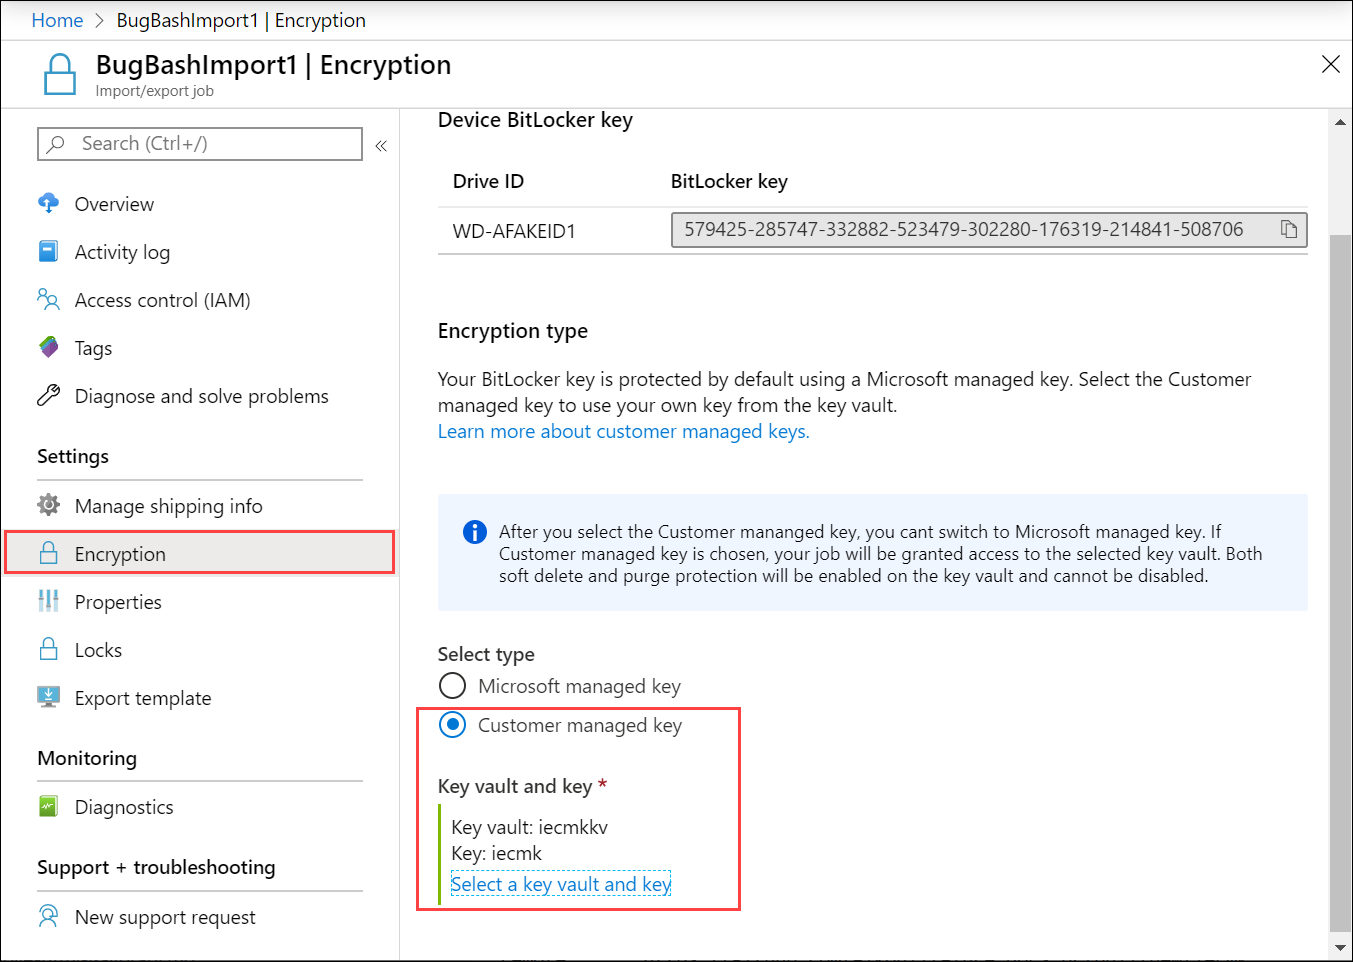 Home > BugBashImport1 | Encryption
BugBashImport1 | Encryption
Import/export job
Search (Ctrl+/)
«
Overview
Activity log
Access control (IAM)
Tags
Diagnose and solve problems
Settings
Manage shipping info
Encryption
Properties
Locks
Export template
Monitoring
Diagnostics
Support + troubleshooting
New support request
Device BitLocker key
Drive ID BitLocker key
WD-AFAKEID1 579425-285747-332882-523479-302280-176319-214841-508706
Encryption type
Your BitLocker key is protected by default using a Microsoft managed key. Select the Customer
managed key to use your own key from the key vault.
Learn more about customer managed keys.
After you select the Customer mananged key, you cant switch to Microsoft managed key. If
Customer managed key is chosen, your job will be granted access to the selected key vault. Both
soft delete and purge protection will be enabled on the key vault and cannot be disabled.
Select type
Microsoft managed key
Customer managed key
Key vault and key *
Key vault: iecmkkv
Key: iecmk
Select a key vault and key